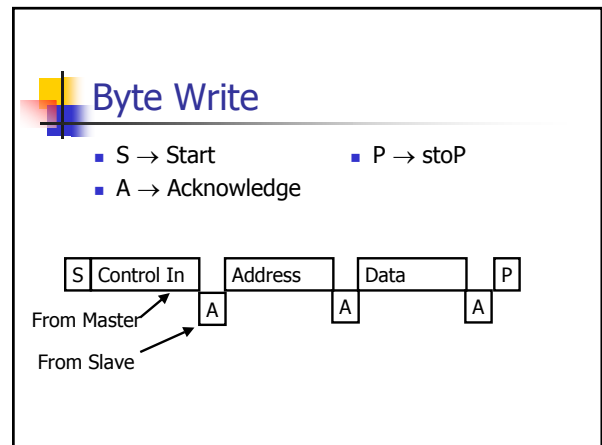 Byte Write
S → Start
A → Acknowledge
P → stoP
S Control In Address Data P
A A A
From Master
From Slave